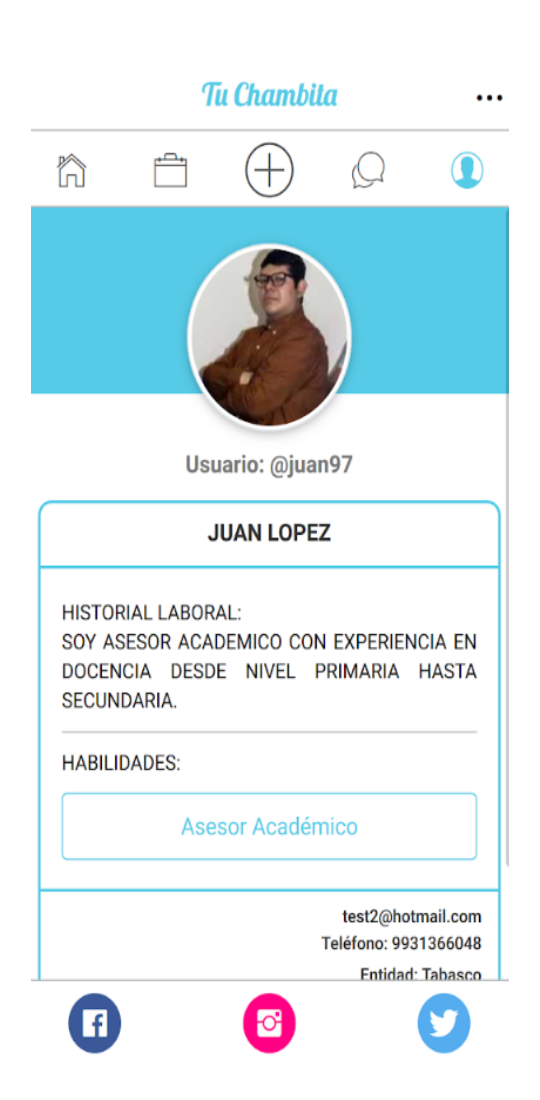 Tu Chambita
Usuario: @juan97
JUAN LOPEZ
HISTORIAL LABORAL:
SOY ASESOR ACADEMICO CON EXPERIENCIA EN
DOCENCIA DESDE NIVEL PRIMARIA HASTA
SECUNDARIA.
HABILIDADES:
Asesor Académico
test2@hotmail.com
Teléfono: 9931366048
Entidad: Tabasco